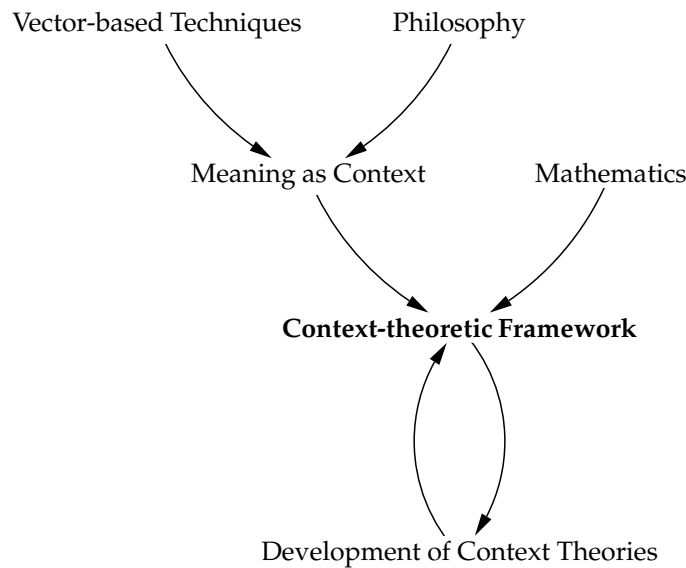 Vector-based Techniques
Philosophy
Meaning as Context
Mathematics
Context-theoretic Framework
Development of Context Theories